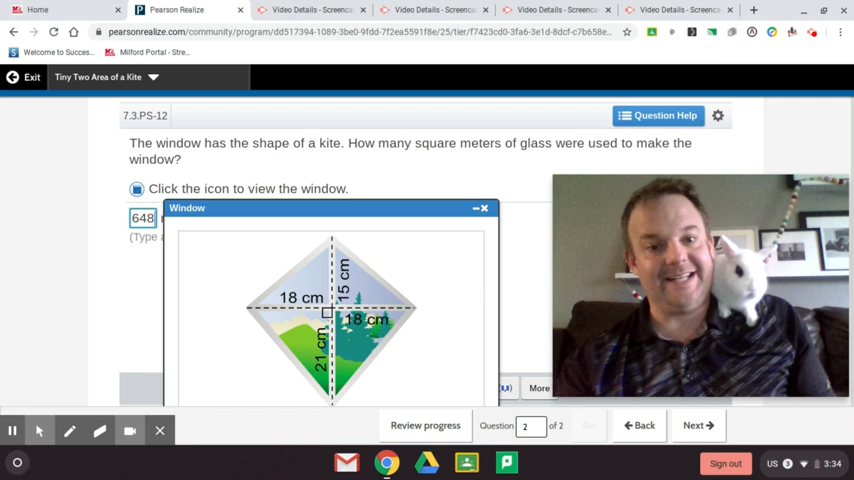 Home
Pearson Realize
Video Details - Screenca
Video Details - Screenc
Video Details - Screenc
Video Details - Screenca
pearsonrealize.com/community/program/dd517394-1089-3be0-9fdd-7f2ea5591f8e/25/tier/f7423cd0-3fa6-3e1d-8dcf-c7b658e...
Welcome to Succes...
Milford Portal - Stre...
Exit
Tiny Two Area of a Kite
7.3.PS-12
Question Help
The window has the shape of a kite. How many square meters of glass were used to make the
window?
Click the icon to view the window.
648
(Type a
Window
18 cm
15 cm
18 cm
21 cm
More
Review progress
Question
2
of 2
Go
Back
Next
Sign out
US
3
3:34